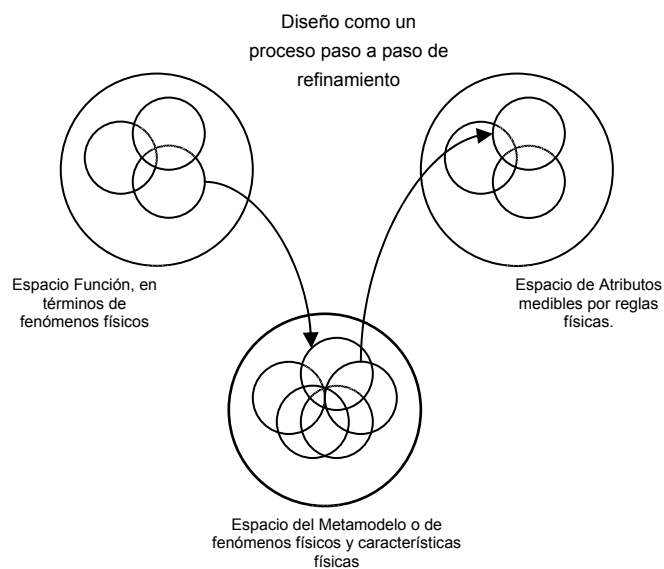 Diseño como un
proceso paso a paso de
refinamiento
Espacio Función, en
términos de
fenómenos físicos
Espacio de Atributos
medibles por reglas
físicas.
Espacio del Metamodelo o de
fenómenos físicos y características
físicas